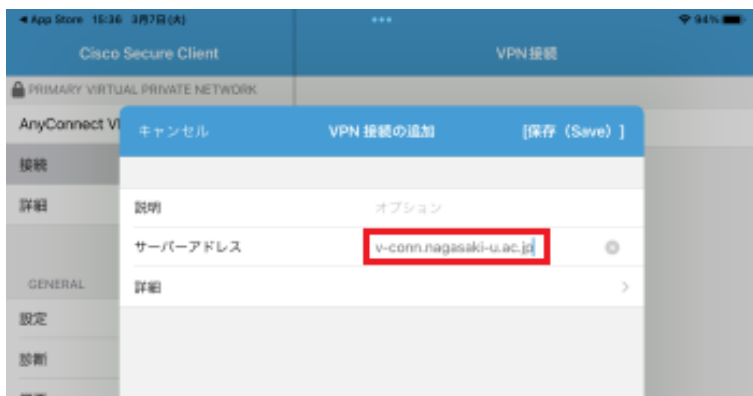 ◀App Store 15:36 3月7日(火) ••• 94%
Cisco Secure Client VPN接続
PRIMARY VIRTUAL PRIVATE NETWORK
AnyConnect V
キャンセル VPN 接続の追加 [保存（Save）]
接続
詳細
説明 オプション
サーバーアドレス v-conn.nagasaki-u.ac.jp
GENERAL
詳細
設定
診断